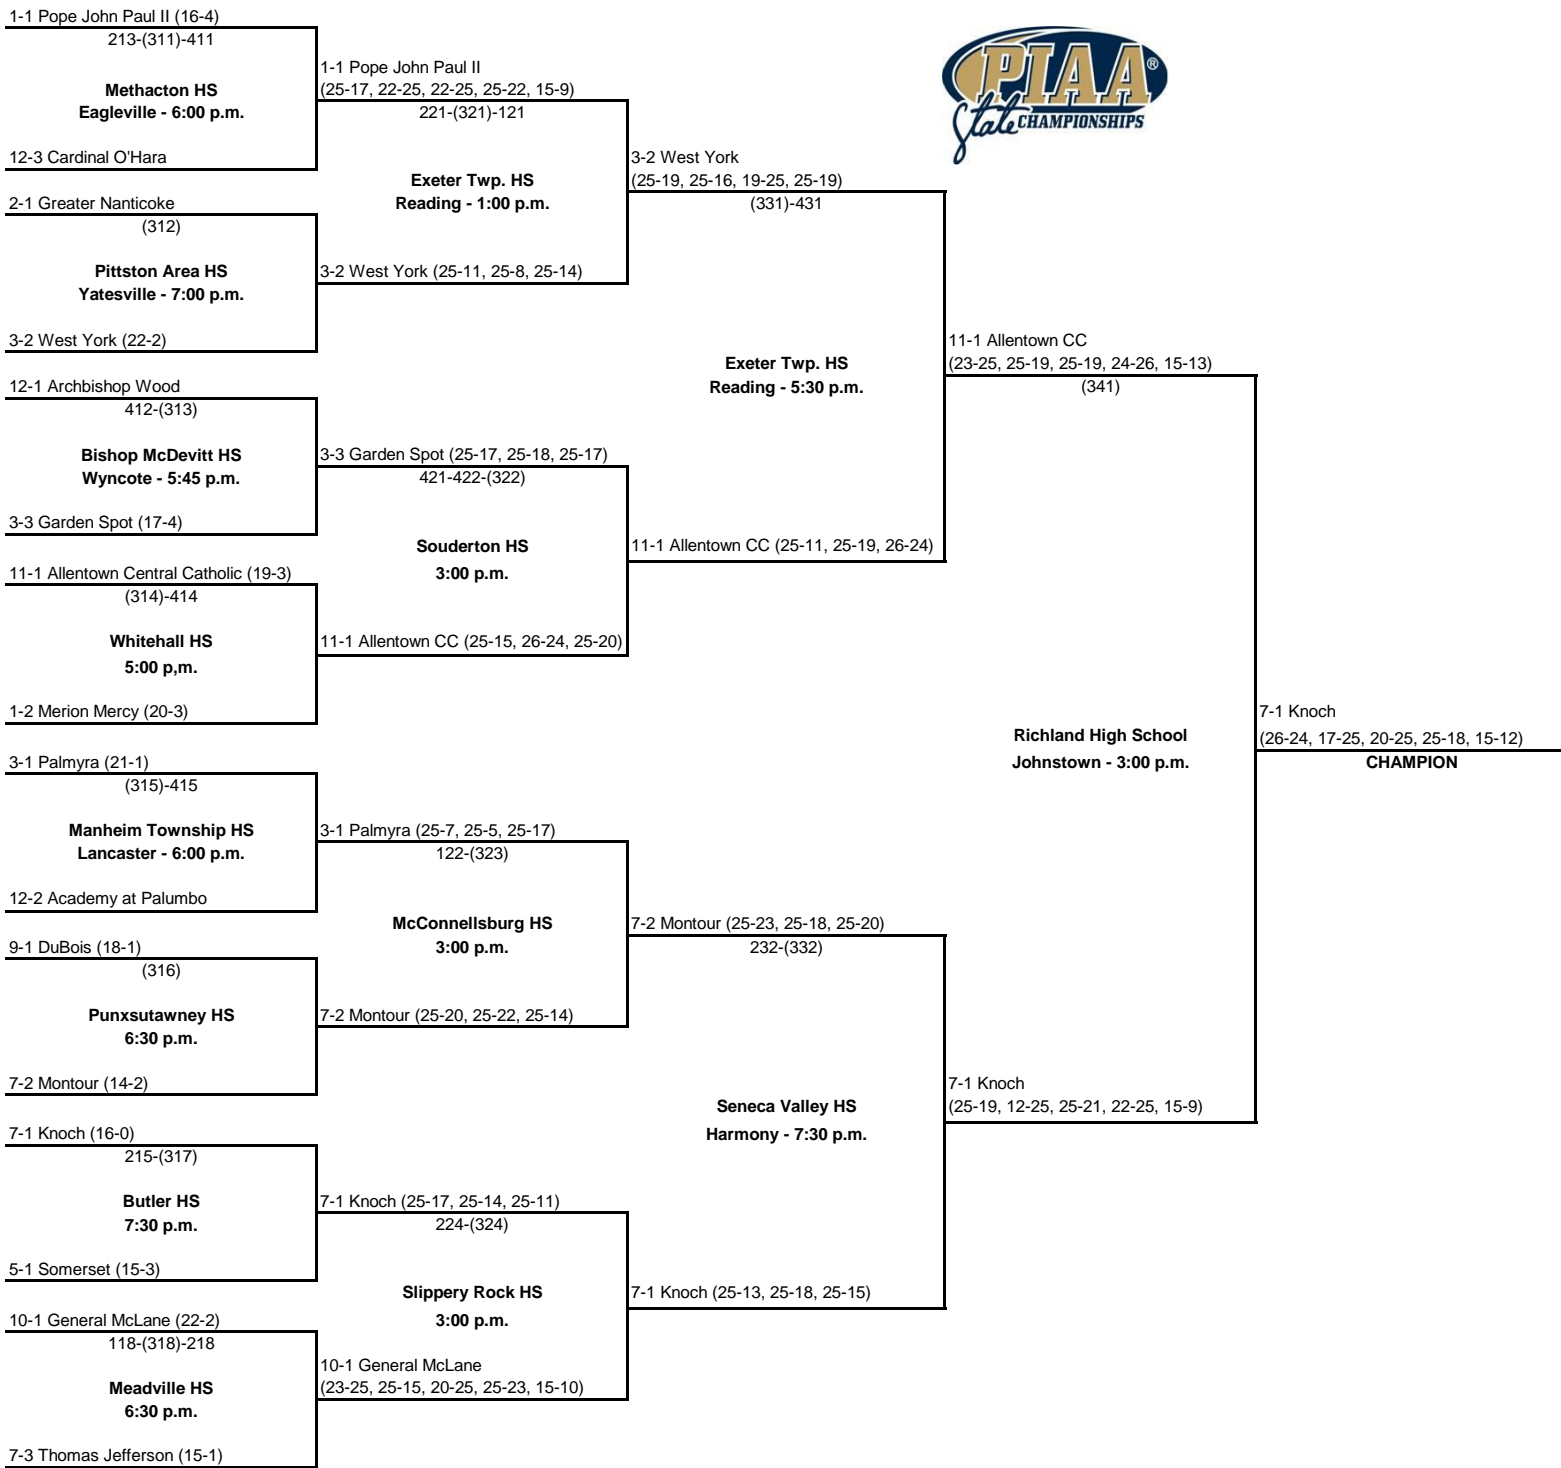 1-1 Pope John Paul II (16-4)
213-(311)-411
Methacton HS
Eagleville - 6:00 p.m.
12-3 Cardinal O'Hara
2-1 Greater Nanticoke
(312)
Pittston Area HS
Yatesville - 7:00 p.m.
3-2 West York (22-2)
12-1 Archbishop Wood
412-(313)
Bishop McDevitt HS
Wyncote - 5:45 p.m.
3-3 Garden Spot (17-4)
11-1 Allentown Central Catholic (19-3)
(314)-414
Whitehall HS
5:00 p,m.
1-2 Merion Mercy (20-3)
3-1 Palmyra (21-1)
(315)-415
Manheim Township HS
Lancaster - 6:00 p.m.
12-2 Academy at Palumbo
9-1 DuBois (18-1)
(316)
Punxsutawney HS
6:30 p.m.
7-2 Montour (14-2)
7-1 Knoch (16-0)
215-(317)
Butler HS
7:30 p.m.
5-1 Somerset (15-3)
10-1 General McLane (22-2)
118-(318)-218
Meadville HS
6:30 p.m.
7-3 Thomas Jefferson (15-1)
1-1 Pope John Paul II
(25-17, 22-25, 22-25, 25-22, 15-9)
221-(321)-121
Exeter Twp. HS
Reading - 1:00 p.m.
3-2 West York (25-11, 25-8, 25-14)
3-3 Garden Spot (25-17, 25-18, 25-17)
421-422-(322)
Souderton HS
3:00 p.m.
11-1 Allentown CC (25-15, 26-24, 25-20)
3-1 Palmyra (25-7, 25-5, 25-17)
122-(323)
McConnellsburg HS
3:00 p.m.
7-2 Montour (25-20, 25-22, 25-14)
7-1 Knoch (25-17, 25-14, 25-11)
224-(324)
Slippery Rock HS
3:00 p.m.
10-1 General McLane
(23-25, 25-15, 20-25, 25-23, 15-10)
3-2 West York
(25-19, 25-16, 19-25, 25-19)
(331)-431
Exeter Twp. HS
Reading - 5:30 p.m.
11-1 Allentown CC (25-11, 25-19, 26-24)
7-2 Montour (25-23, 25-18, 25-20)
232-(332)
Seneca Valley HS
Harmony - 7:30 p.m.
7-1 Knoch (25-13, 25-18, 25-15)
PIAA®
State CHAMPIONSHIPS
11-1 Allentown CC
(23-25, 25-19, 25-19, 24-26, 15-13)
(341)
Richland High School
Johnstown - 3:00 p.m.
7-1 Knoch
(25-19, 12-25, 25-21, 22-25, 15-9)
7-1 Knoch
(26-24, 17-25, 20-25, 25-18, 15-12)
CHAMPION